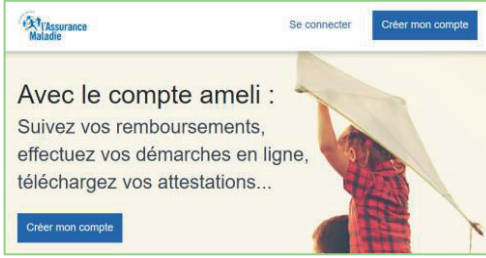 l'Assurance
Maladie
Se connecter
Créer mon compte
Avec le compte ameli :
Suivez vos remboursements,
effectuez vos démarches en ligne,
téléchargez vos attestations...
Créer mon compte